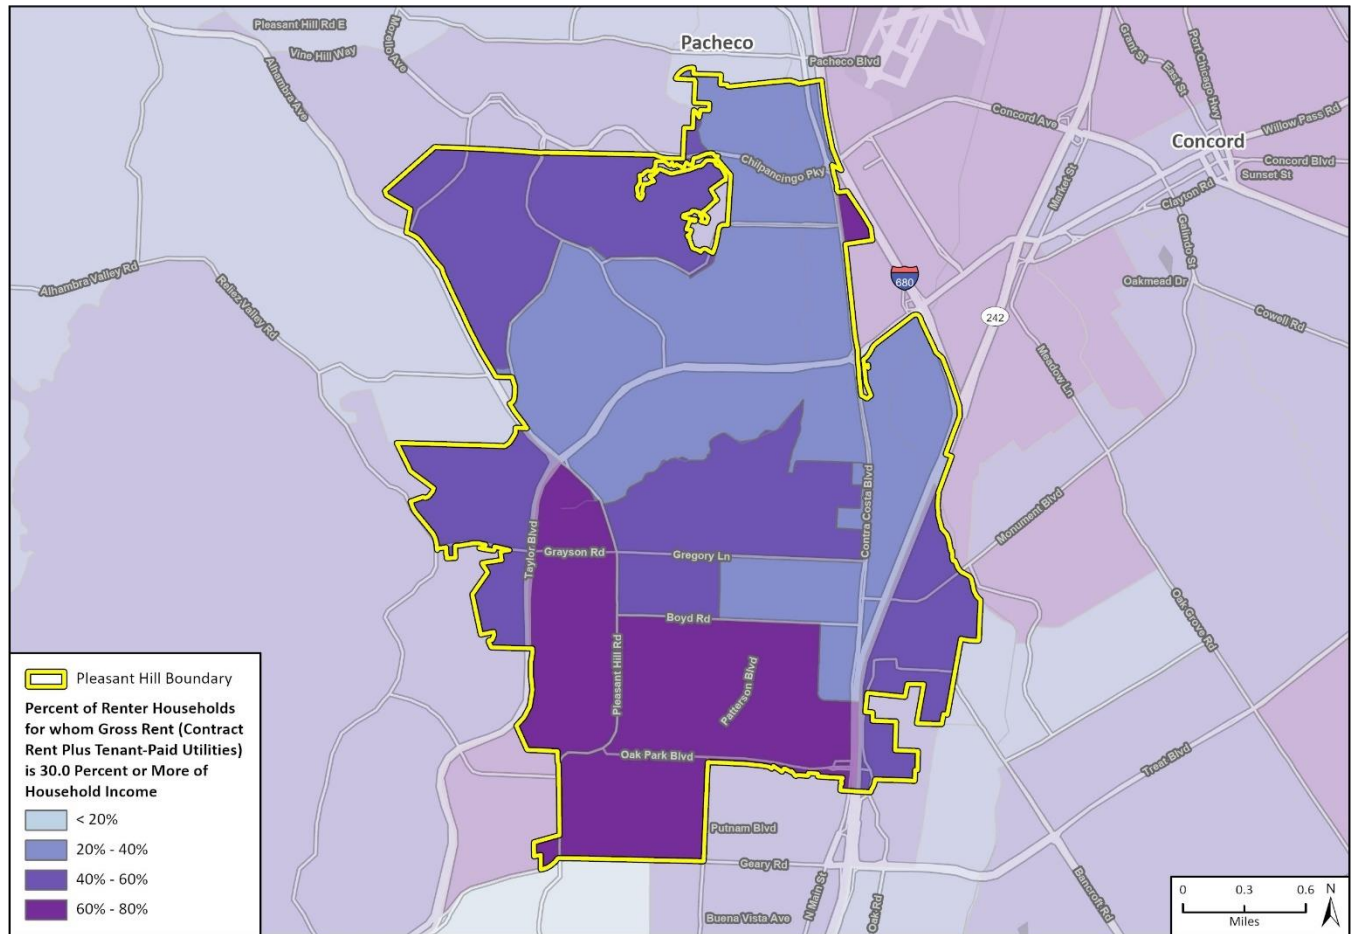 Pleasant Hill Rd E
Vine Hill Way
Morello Ave
Alhambra Ave
Pacheco
Pacheco Blvd
Grant St
East St
Port Chicago Hwy
Willow Pass Rd
Concord Ave
Concord
Concord Blvd
Sunset St
Market St
Clayton Rd
Galindo St
Chilpancingo Pky
Alhambra Valley Rd
Reliez Valley Rd
680
242
Oakmead Dr
Cowell Rd
Meadow Ln
Monument Blvd
Contra Costa Blvd
Taylor Blvd
Grayson Rd
Gregory Ln
Boyd Rd
Oak Grove Rd
Pleasant Hill Rd
Patterson Blvd
Oak Park Blvd
Treat Blvd
Putnam Blvd
Geary Rd
N Main St
Oak Rd
Bancroft Rd
Buena Vista Ave
Pleasant Hill Boundary
Percent of Renter Households
for whom Gross Rent (Contract
Rent Plus Tenant-Paid Utilities)
is 30.0 Percent or More of
Household Income
< 20%
20% - 40%
40% - 60%
60% - 80%
0 0.3 0.6 N
Miles